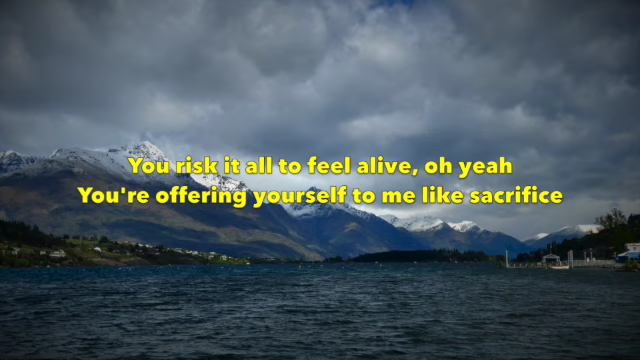 You risk it all to feel alive, oh yeah
You're offering yourself to me like sacrifice